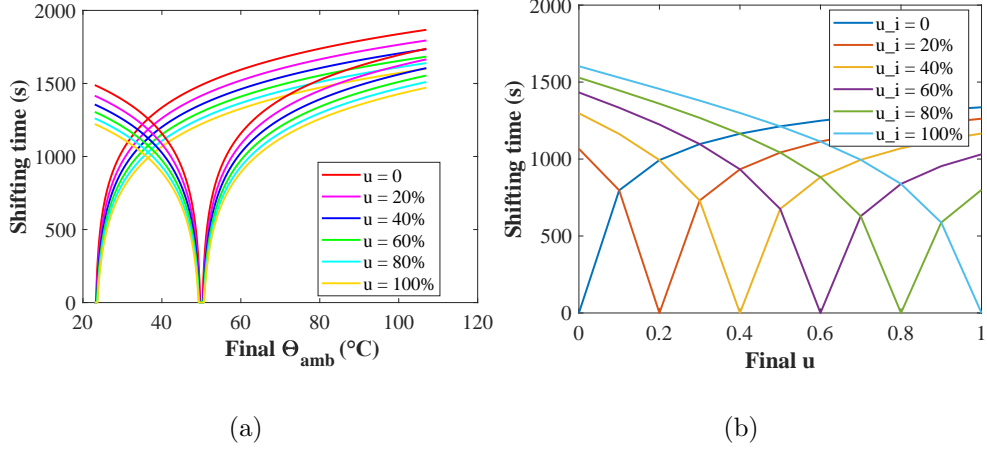 2000
1500
1000
500
0
Shifting time (s)
u = 0
u = 20%
u = 40%
u = 60%
u = 80%
u = 100%
20 40 60 80 100 120
Final Θamb (°C)
(a)
2000
1500
1000
500
0
Shifting time (s)
u_i = 0
u_i = 20%
u_i = 40%
u_i = 60%
u_i = 80%
u_i = 100%
0 0.2 0.4 0.6 0.8 1
Final u
(b)